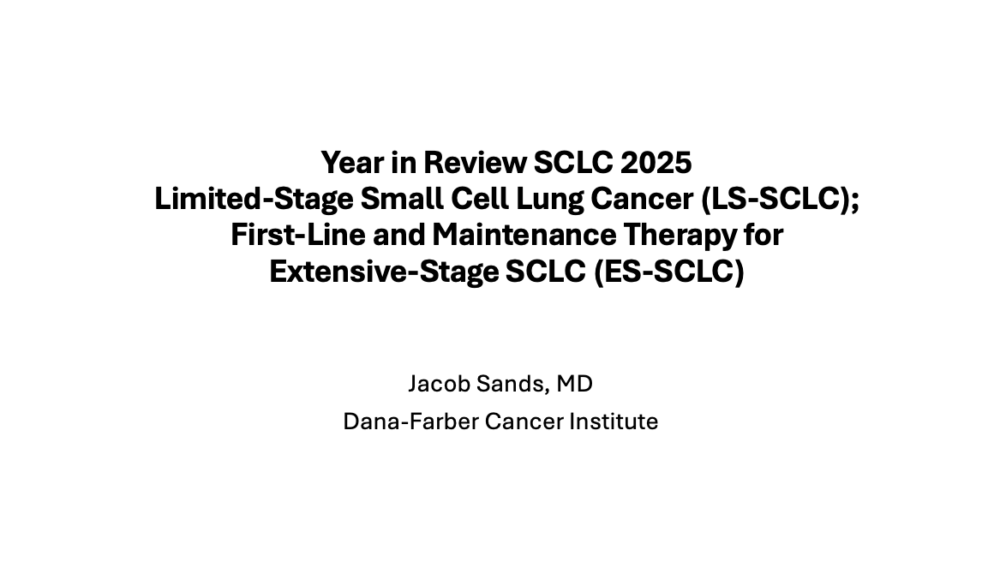 Year in Review SCLC 2025
Limited-Stage Small Cell Lung Cancer (LS-SCLC);
First-Line and Maintenance Therapy for
Extensive-Stage SCLC (ES-SCLC)
Jacob Sands, MD
Dana-Farber Cancer Institute